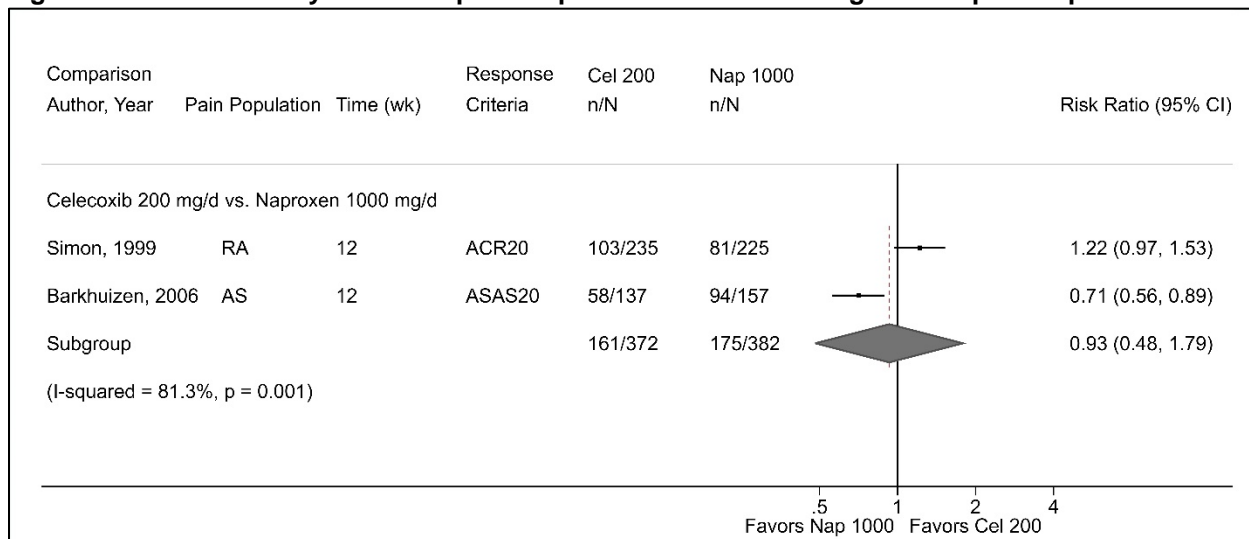 Comparison Response Cel 200 Nap 1000
Author, Year Pain Population Time (wk) Criteria n/N n/N Risk Ratio (95% CI)
Celecoxib 200 mg/d vs. Naproxen 1000 mg/d
Simon, 1999 RA 12 ACR20 103/235 81/225 1.22 (0.97, 1.53)
Barkhuizen, 2006 AS 12 ASAS20 58/137 94/157 0.71 (0.56, 0.89)
Subgroup 161/372 175/382 0.93 (0.48, 1.79)
(I-squared = 81.3%, p = 0.001)
.5 1 2 4
Favors Nap 1000 Favors Cel 200